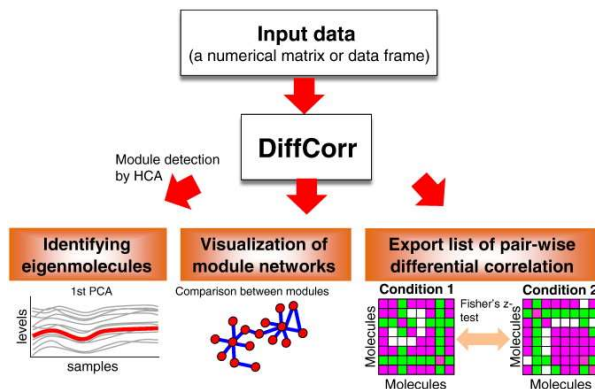 Input data
(a numerical matrix or data frame)
DiffCorr
Module detection
by HCA
Identifying
eigenmolecules
Visualization of
module networks
Export list of pair-wise
differential correlation
1st PCA
levels
samples
Comparison between modules
Condition 1
Fisher's z-
test
Condition 2
Molecules
Molecules
Molecules
Molecules